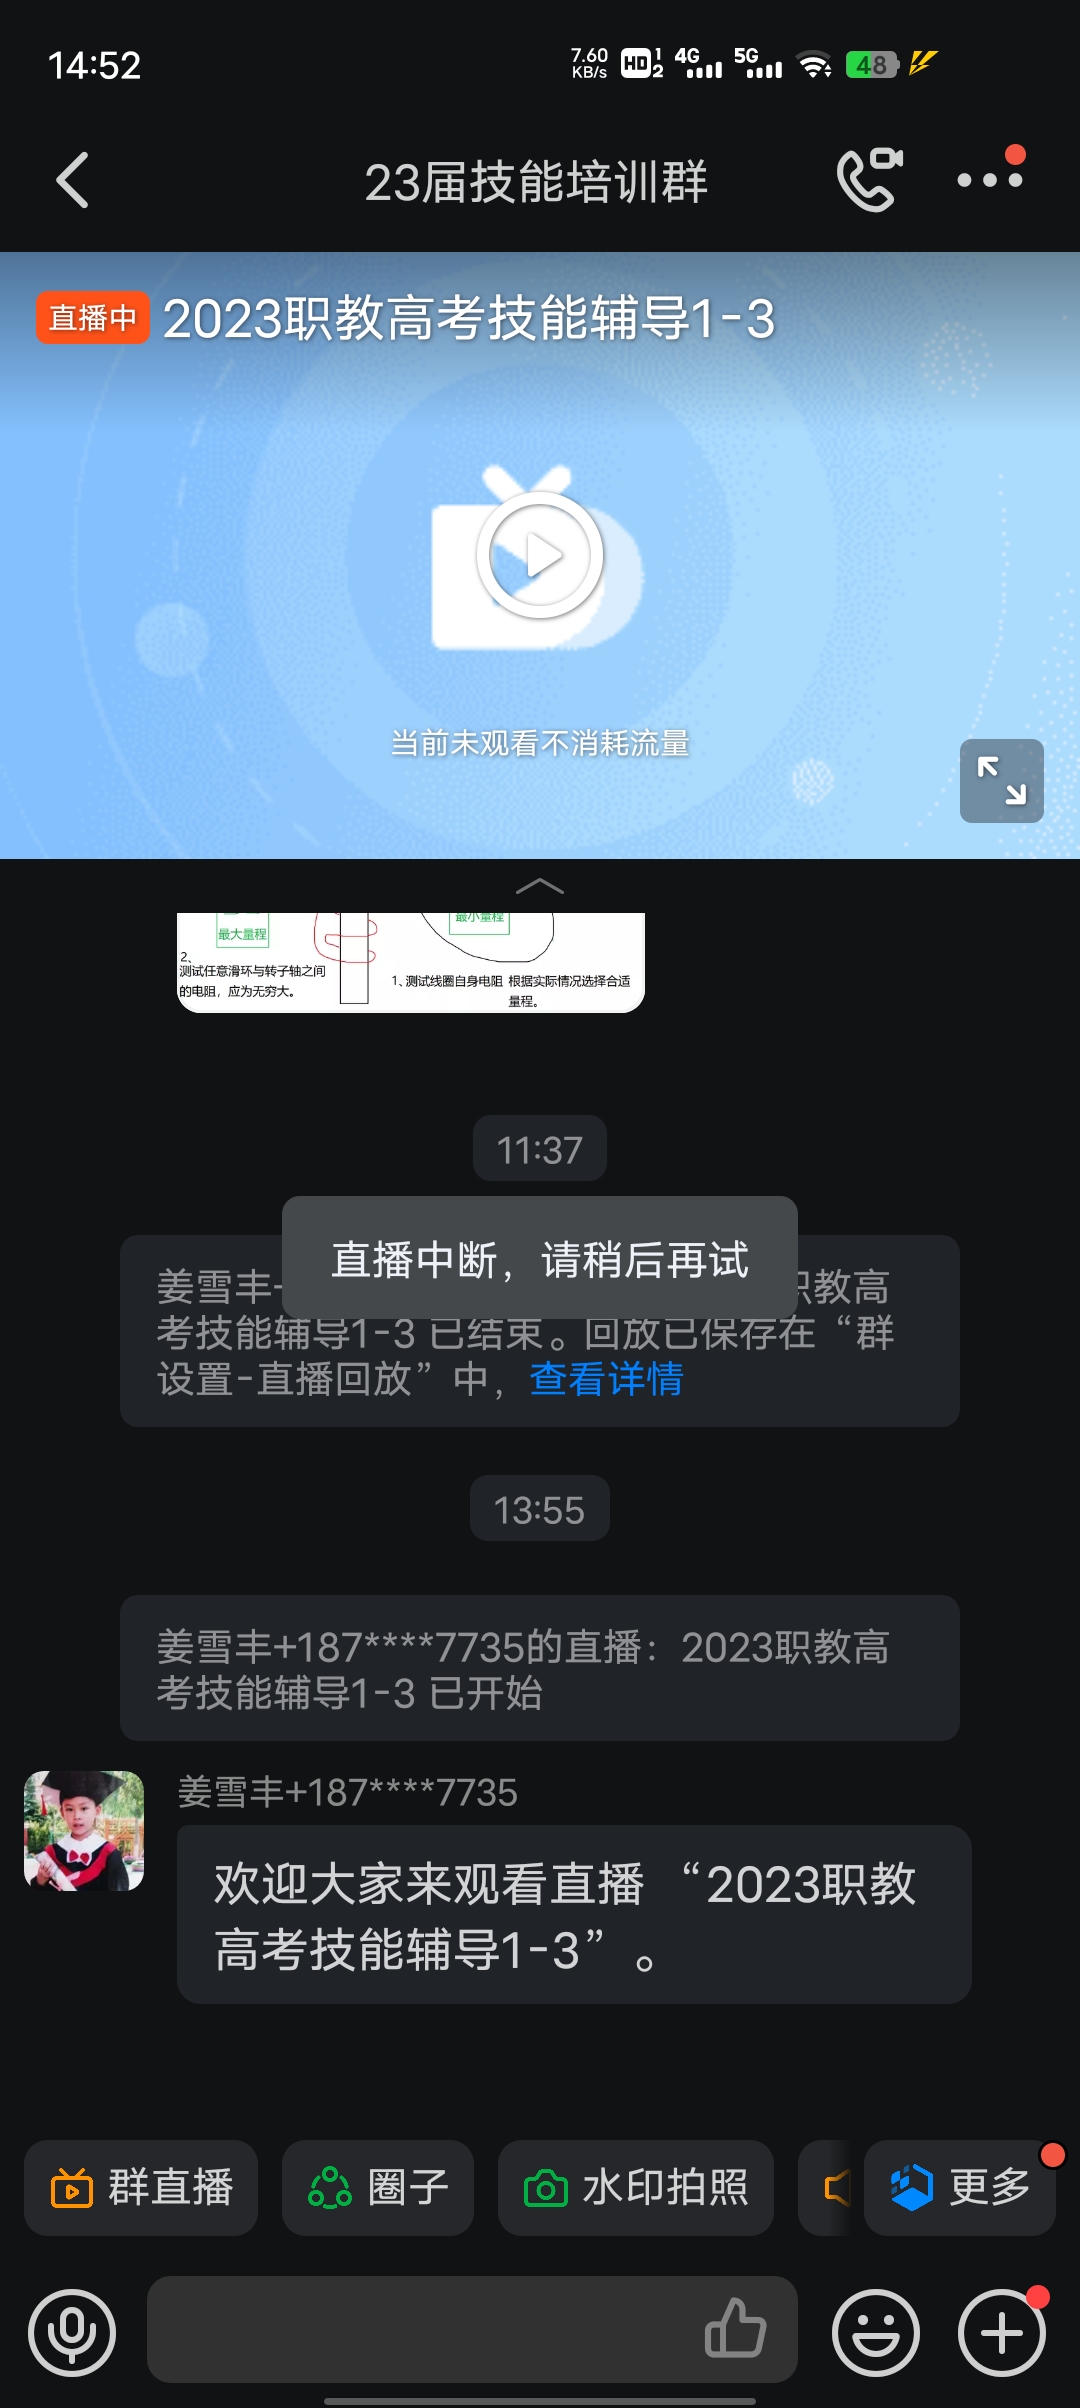 14:52
7.60 KB/s HD 1 2 4G 5G 48
23届技能培训群
直播中 2023职教高考技能辅导1-3
当前未观看不消耗流量
最大量程
最小量程
2、
测试任意滑环与转子轴之间
的电阻，应为无穷大。
1、测试线圈自身电阻 根据实际情况选择合适
量程。
11:37
直播中断，请稍后再试
姜雪丰 职教高
考技能辅导1-3 已结束。回放已保存在“群
设置-直播回放”中，查看详情
13:55
姜雪丰+187****7735的直播：2023职教高
考技能辅导1-3 已开始
姜雪丰+187****7735
欢迎大家来观看直播“2023职教
高考技能辅导1-3”。
群直播 圈子 水印拍照 更多